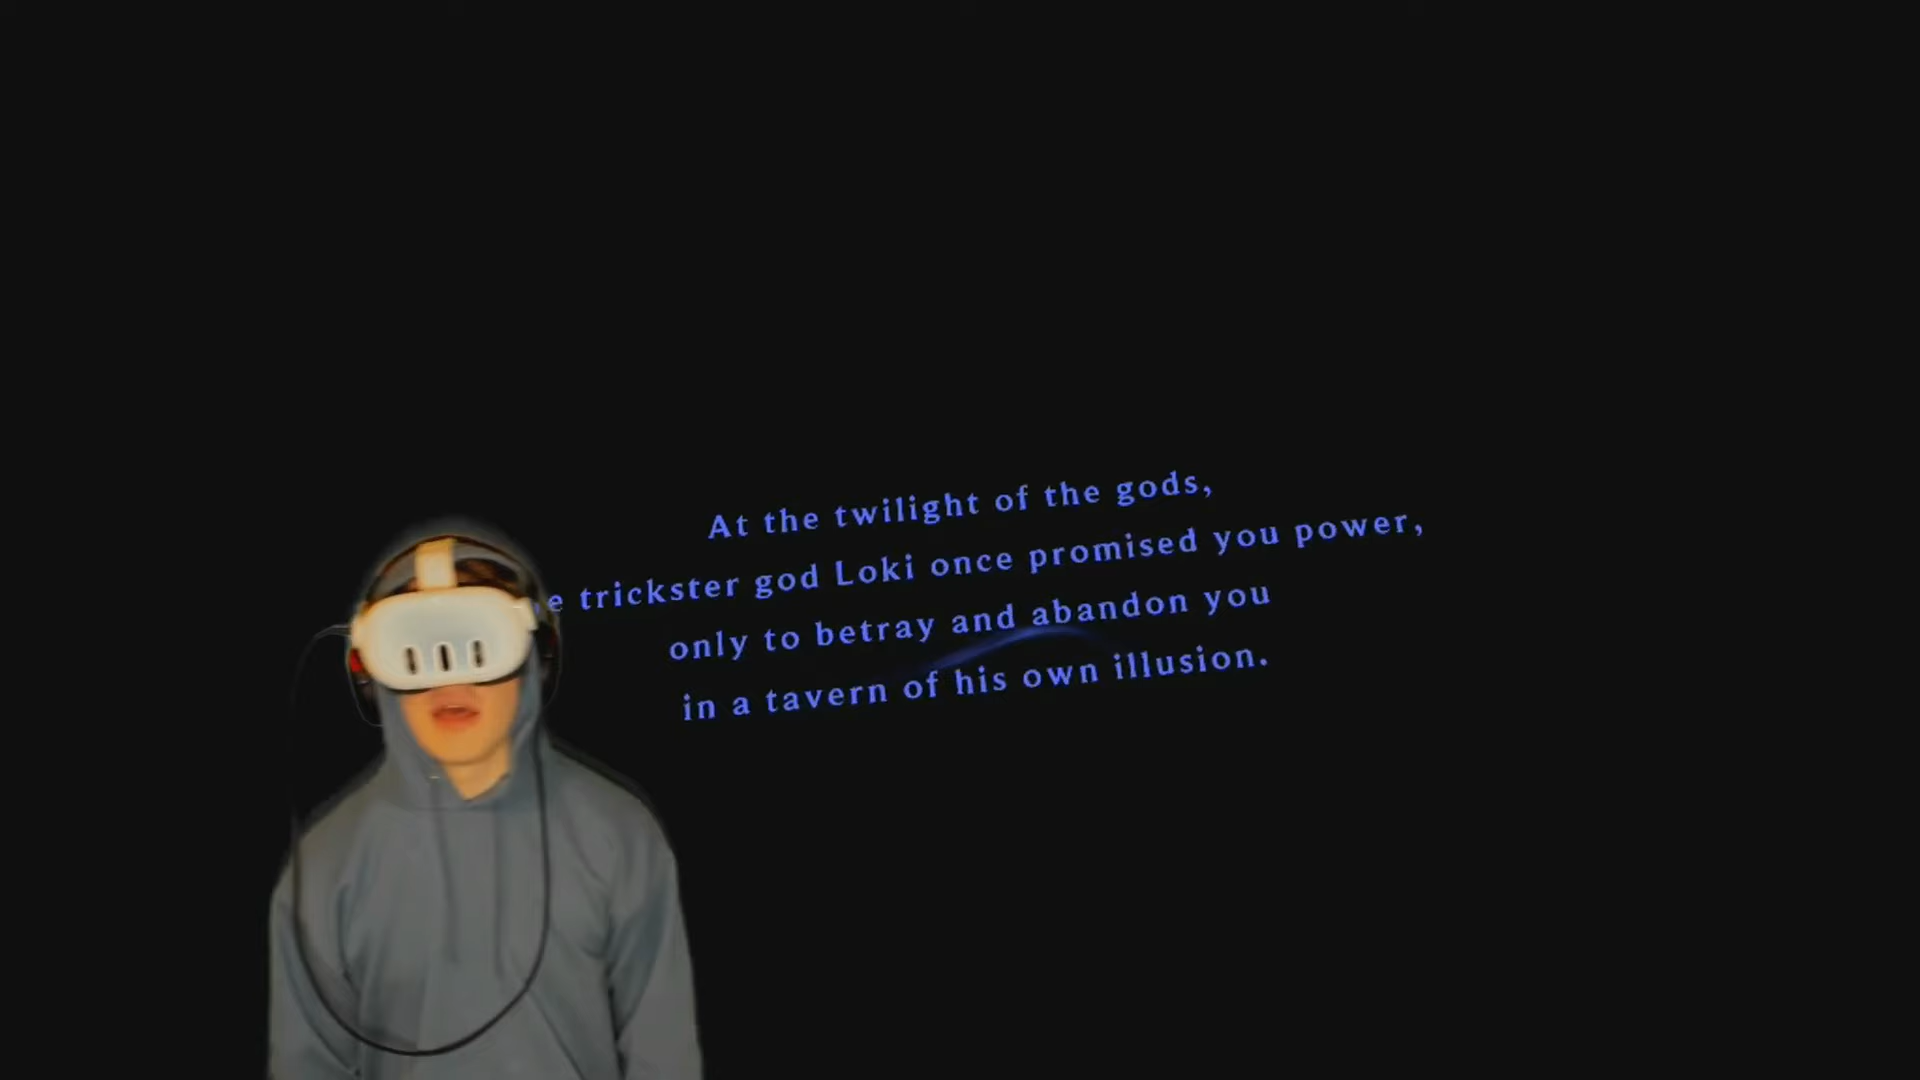 At the twilight of the gods,
trickster god Loki once promised you power,
only to betray and abandon you
in a tavern of his own illusion.